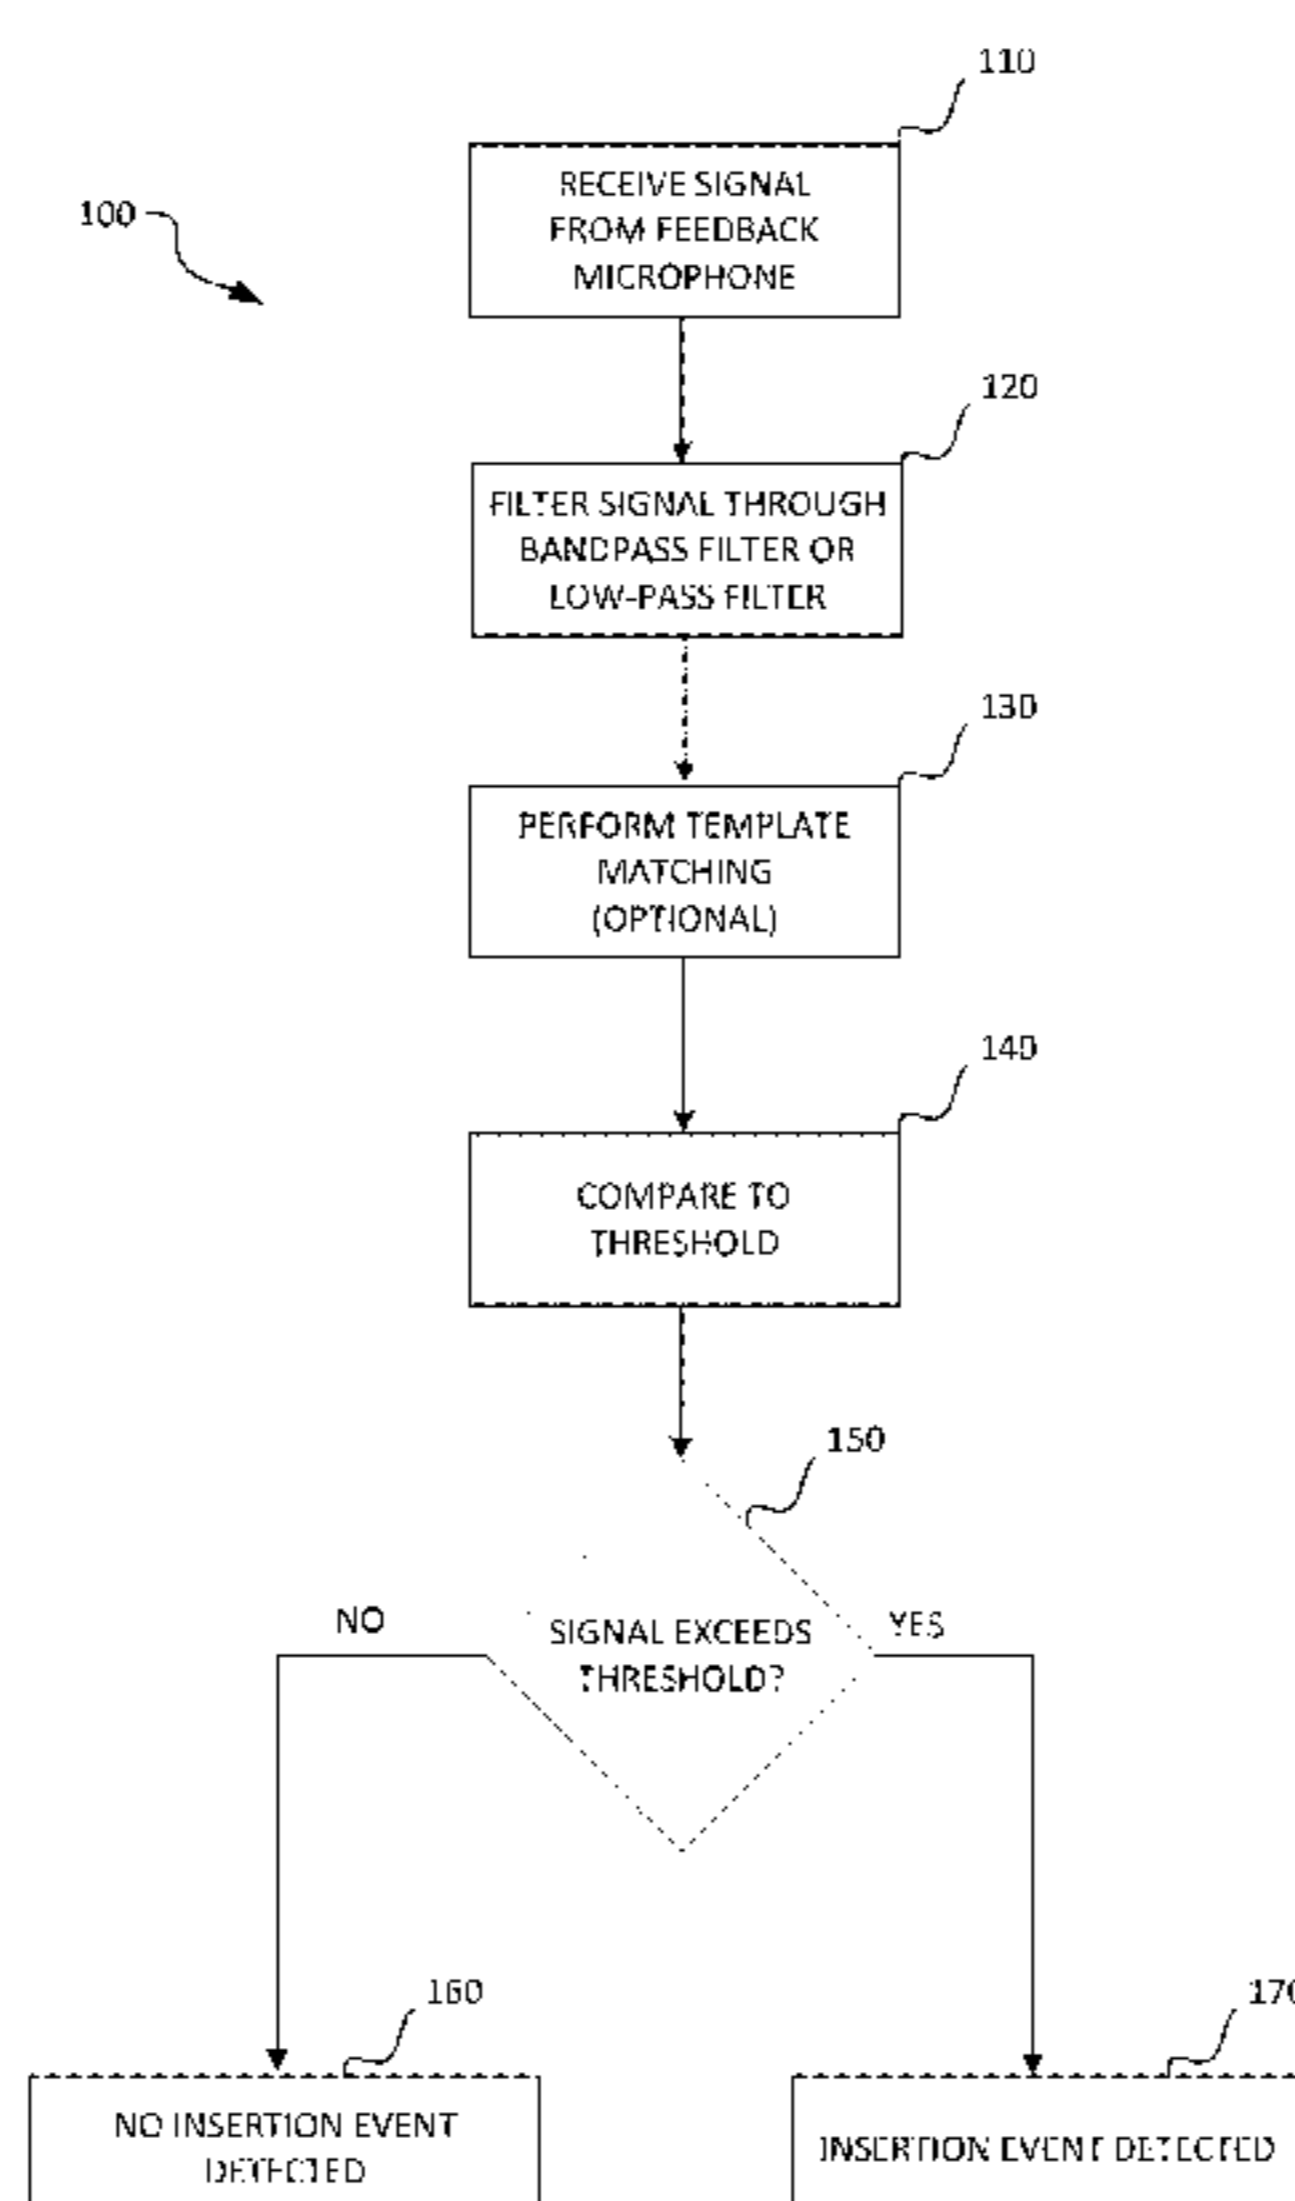 110
100
RECEIVE SIGNAL
FROM FEEDBACK
MICROPHONE
120
FILTER SIGNAL THROUGH
BANDPASS FILTER OR
LOW-PASS FILTER
130
PERFORM TEMPLATE
MATCHING
(OPTIONAL)
140
COMPARE TO
THRESHOLD
150
NO
SIGNAL EXCEEDS
THRESHOLD?
YES
160
170
NO INSERTION EVENT
DETECTED
INSERTION EVENT DETECTED